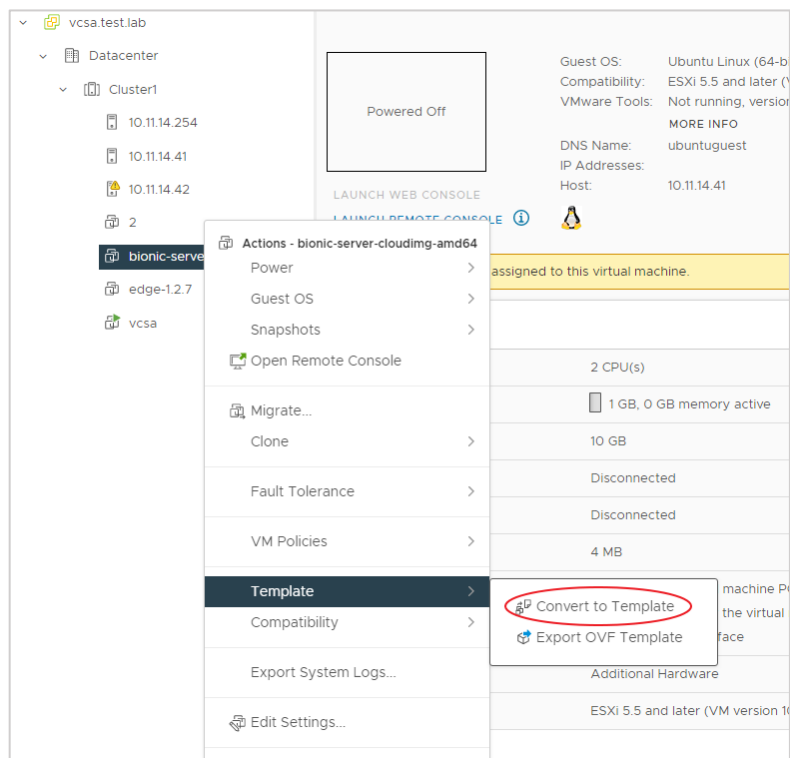 vcsa.test.lab
Datacenter
Cluster1
10.11.14.254
10.11.14.41
10.11.14.42
2
bionic-serve
edge-1.2.7
vcsa
Powered Off
LAUNCH WEB CONSOLE
LAUNCH REMOTE CONSOLE
Guest OS: Ubuntu Linux (64-b
Compatibility: ESXi 5.5 and later (
VMware Tools: Not running, version
MORE INFO
DNS Name: ubuntuguest
IP Addresses:
Host: 10.11.14.41
assigned to this virtual machine.
Actions - bionic-server-cloudimg-amd64
Power
Guest OS
Snapshots
Open Remote Console
Migrate...
Clone
Fault Tolerance
VM Policies
Template
Compatibility
Export System Logs...
Edit Settings...
Convert to Template
Export OVF Template
2 CPU(s)
1 GB, 0 GB memory active
10 GB
Disconnected
Disconnected
4 MB
machine P
the virtual
face
Additional Hardware
ESXi 5.5 and later (VM version 10